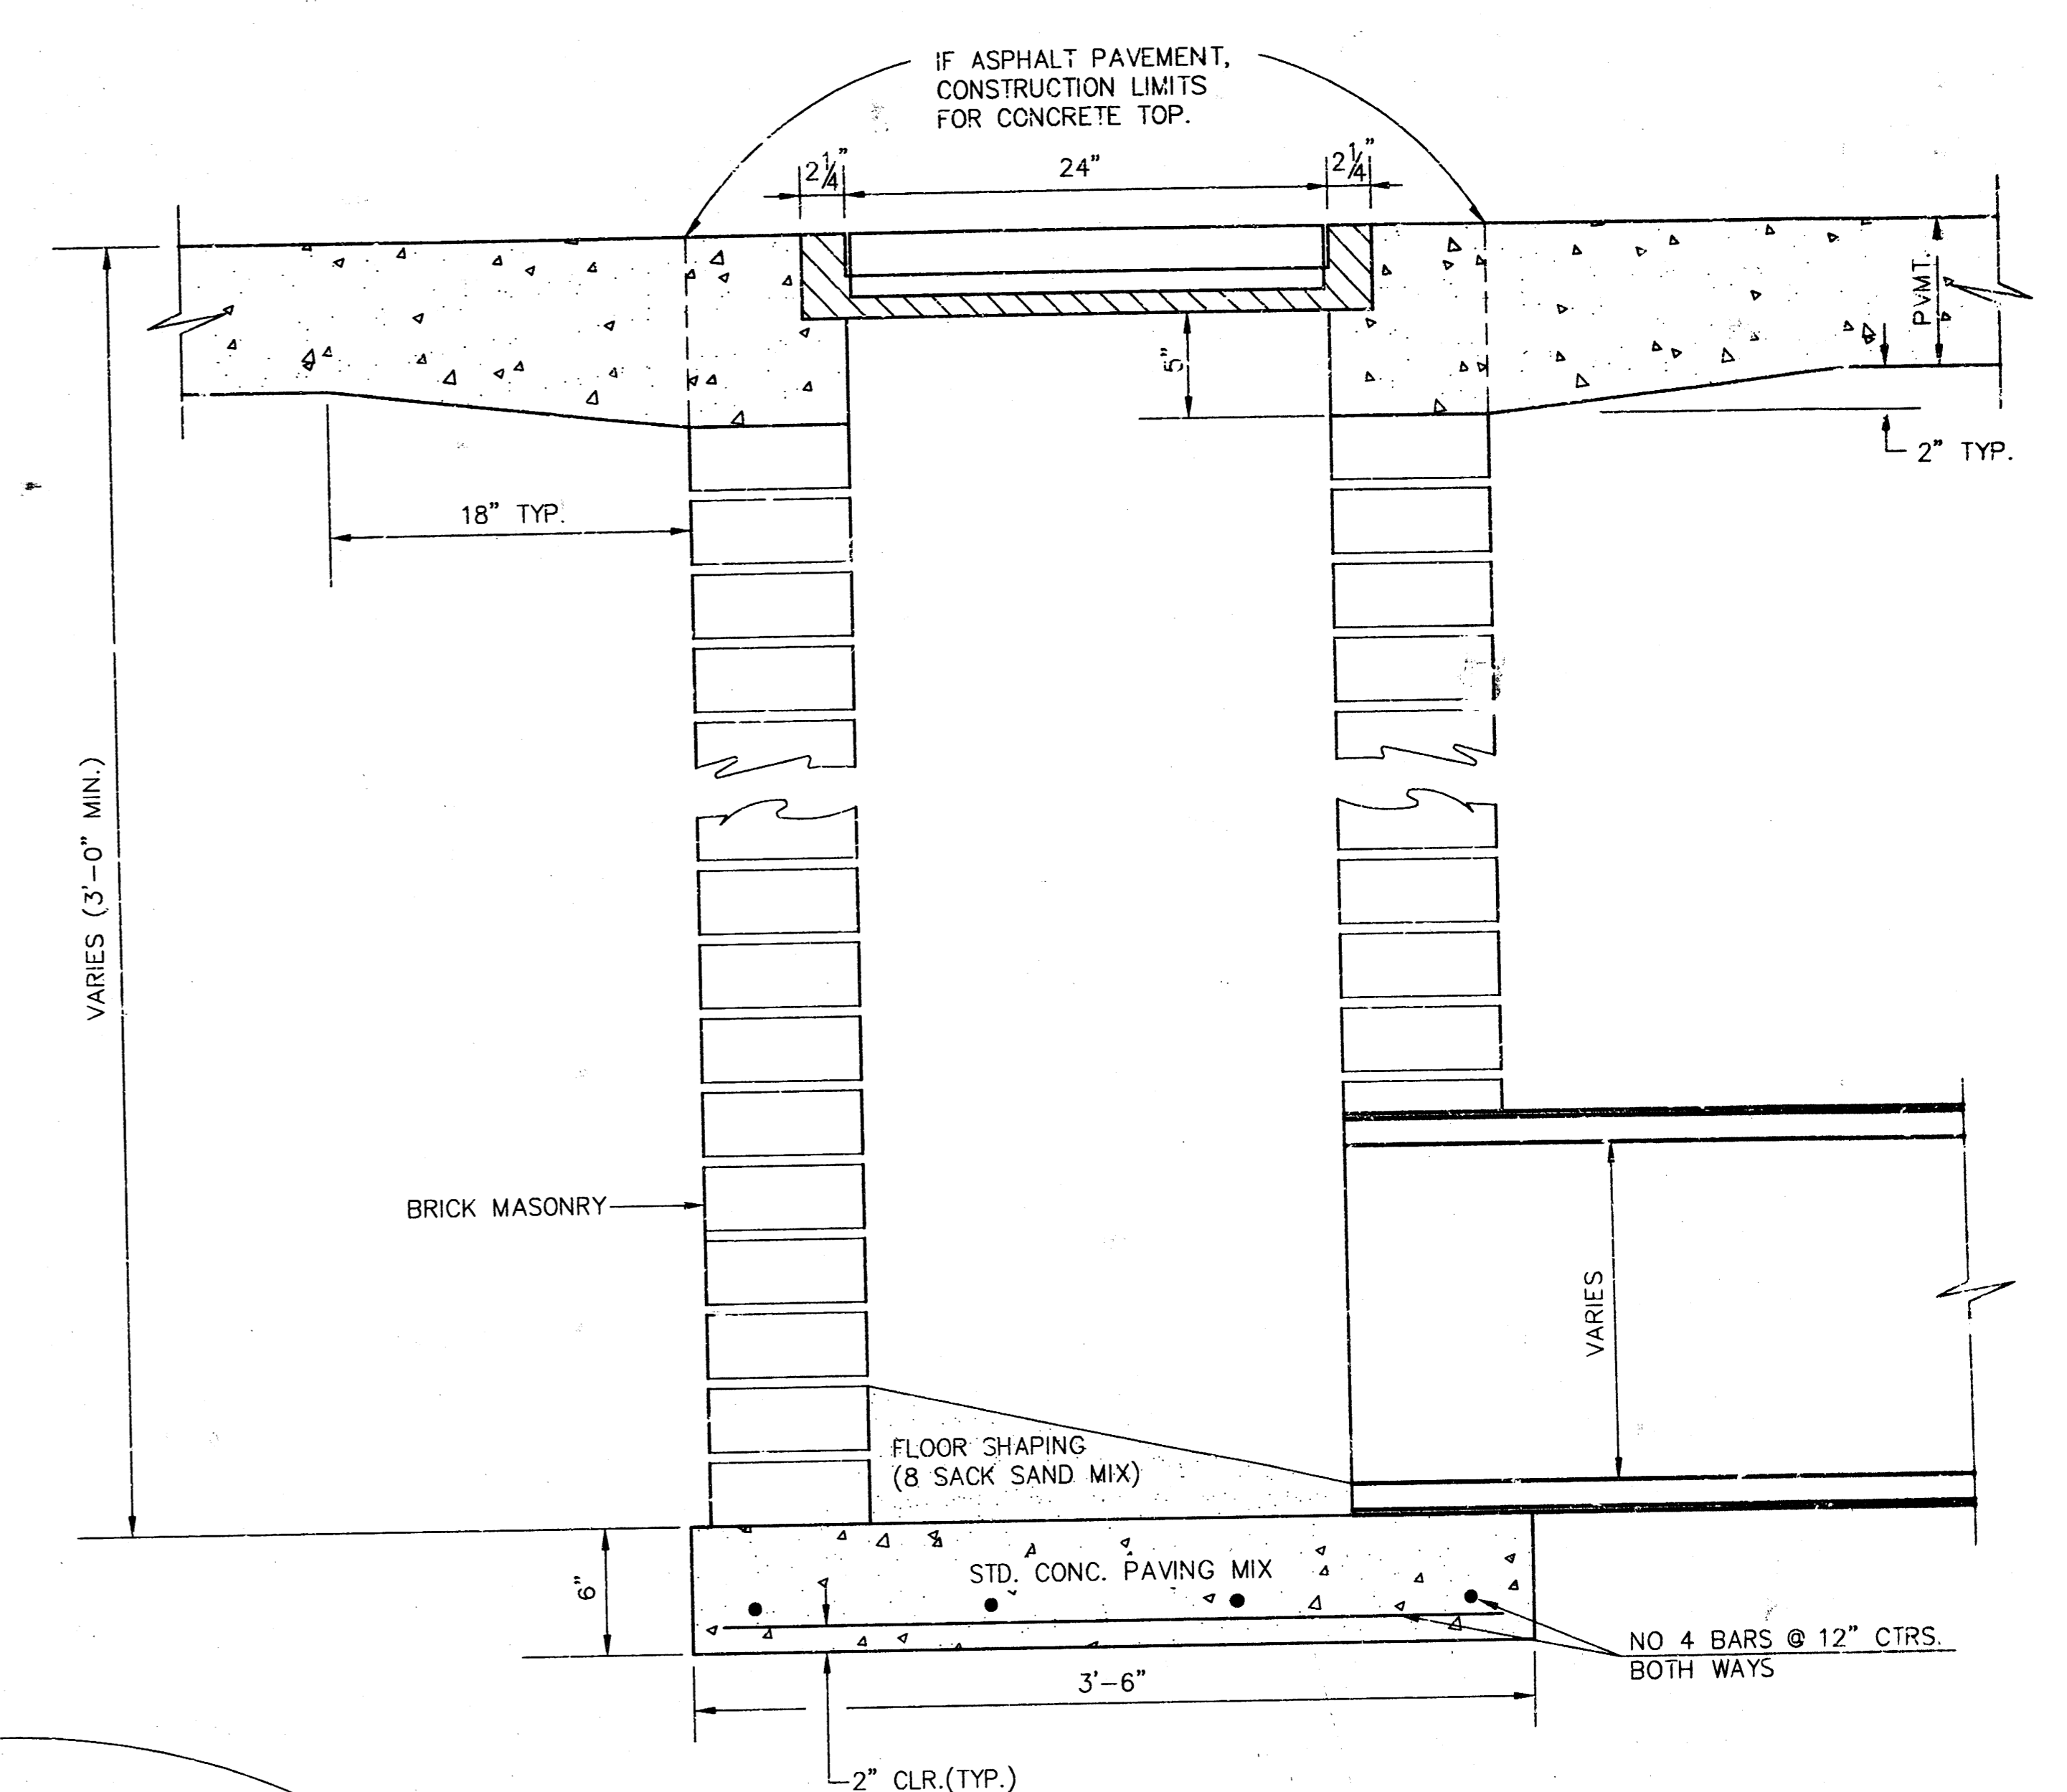 IF ASPHALT PAVEMENT,
CONSTRUCTION LIMITS
FOR CONCRETE TOP.
2¼"
24"
2¼"
PVMT.
5"
2" TYP.
18" TYP.
VARIES (3'-0" MIN.)
BRICK MASONRY
VARIES
FLOOR SHAPING
(8 SACK SAND MIX)
STD. CONC. PAVING MIX
6"
NO 4 BARS @ 12" CTRS.
BOTH WAYS
3'-6"
2" CLR.(TYP.)